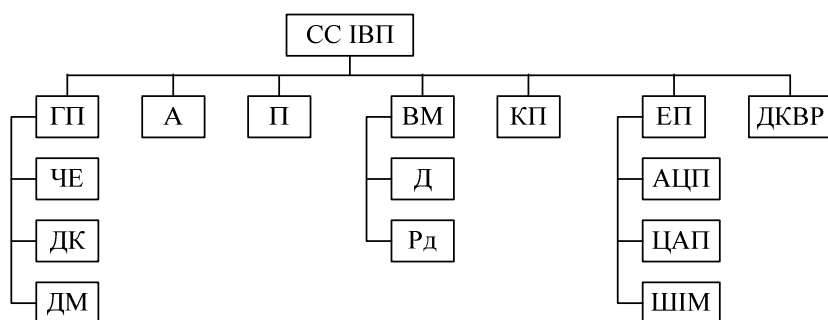 СС ІВП
ГП А П ВМ КП ЕП ДКВР
ЧЕ Д АЦП
ДК Рд ЦАП
ДМ ШІМ